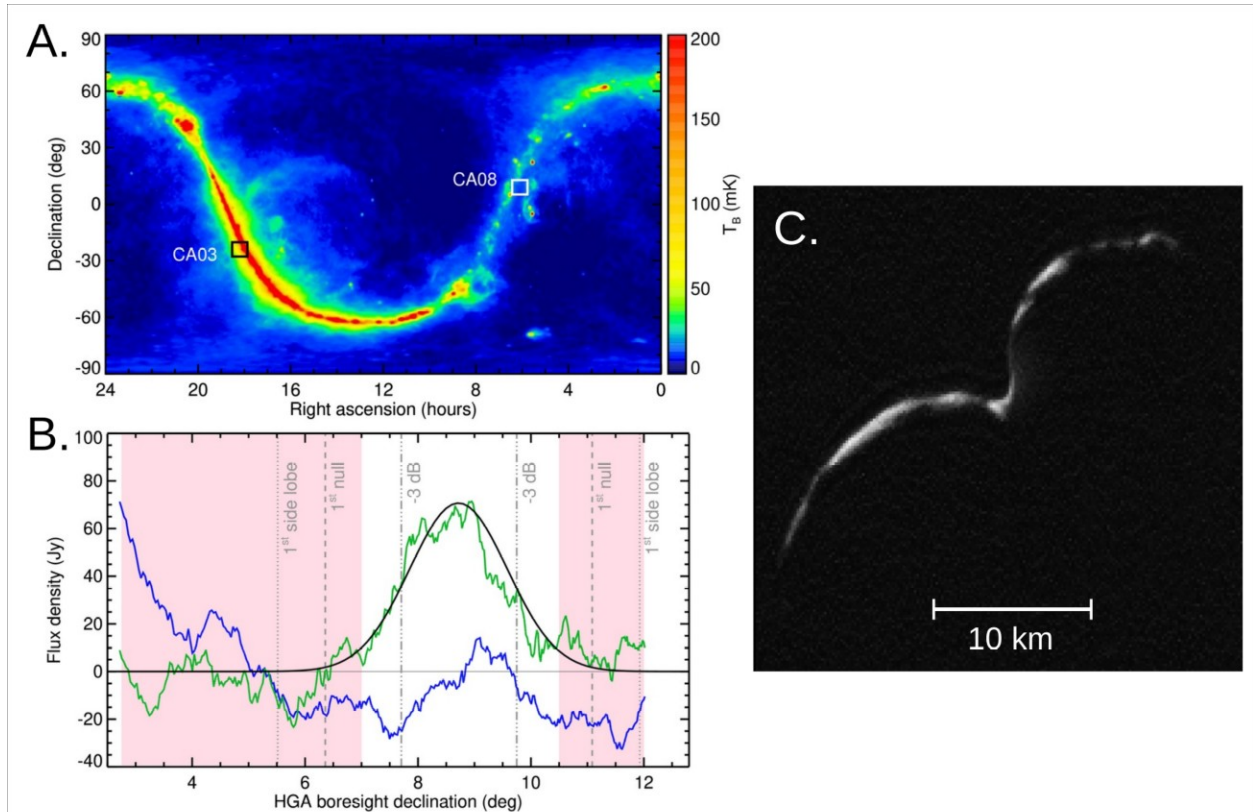 A.
90
60
30
0
-30
-60
-90
Declination (deg)
CA03
CA08
24 20 16 12 8 4 0
Right ascension (hours)
200
150
100
50
0
T_B (mK)
B.
100
80
60
40
20
0
-20
-40
Flux density (Jy)
1st side lobe
1st null
-3 dB
-3 dB
1st null
1st side lobe
4 6 8 10 12
HGA boresight declination (deg)
C.
10 km